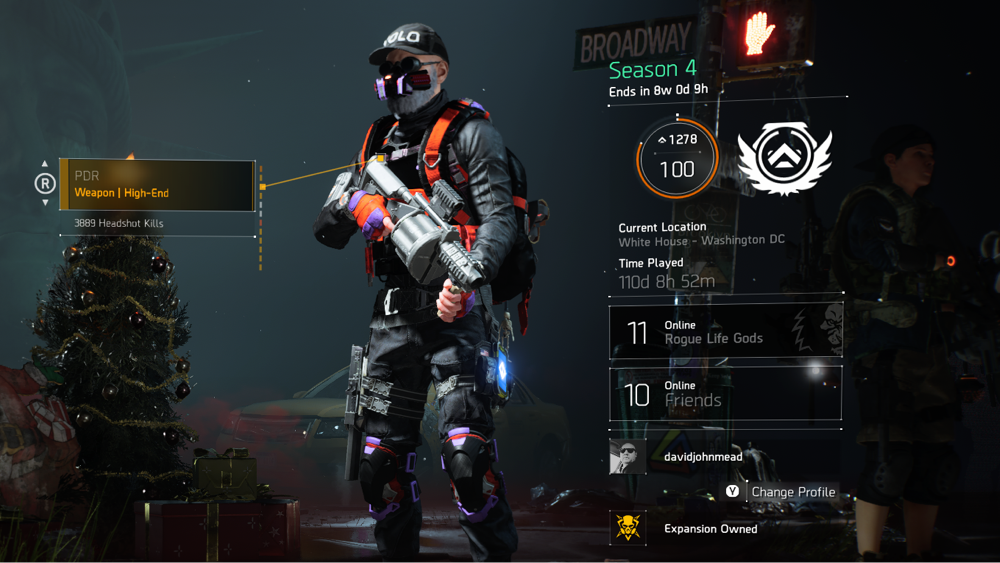 BROADWAY
Season 4
Ends in 8w 0d 9h
1278
100
R
PDR
Weapon | High-End
3889 Headshot Kills
Current Location
White House - Washington DC
Time Played
110d 8h 52m
11
Online
Rogue Life Gods
10
Online
Friends
davidjohnmead
Y Change Profile
Expansion Owned